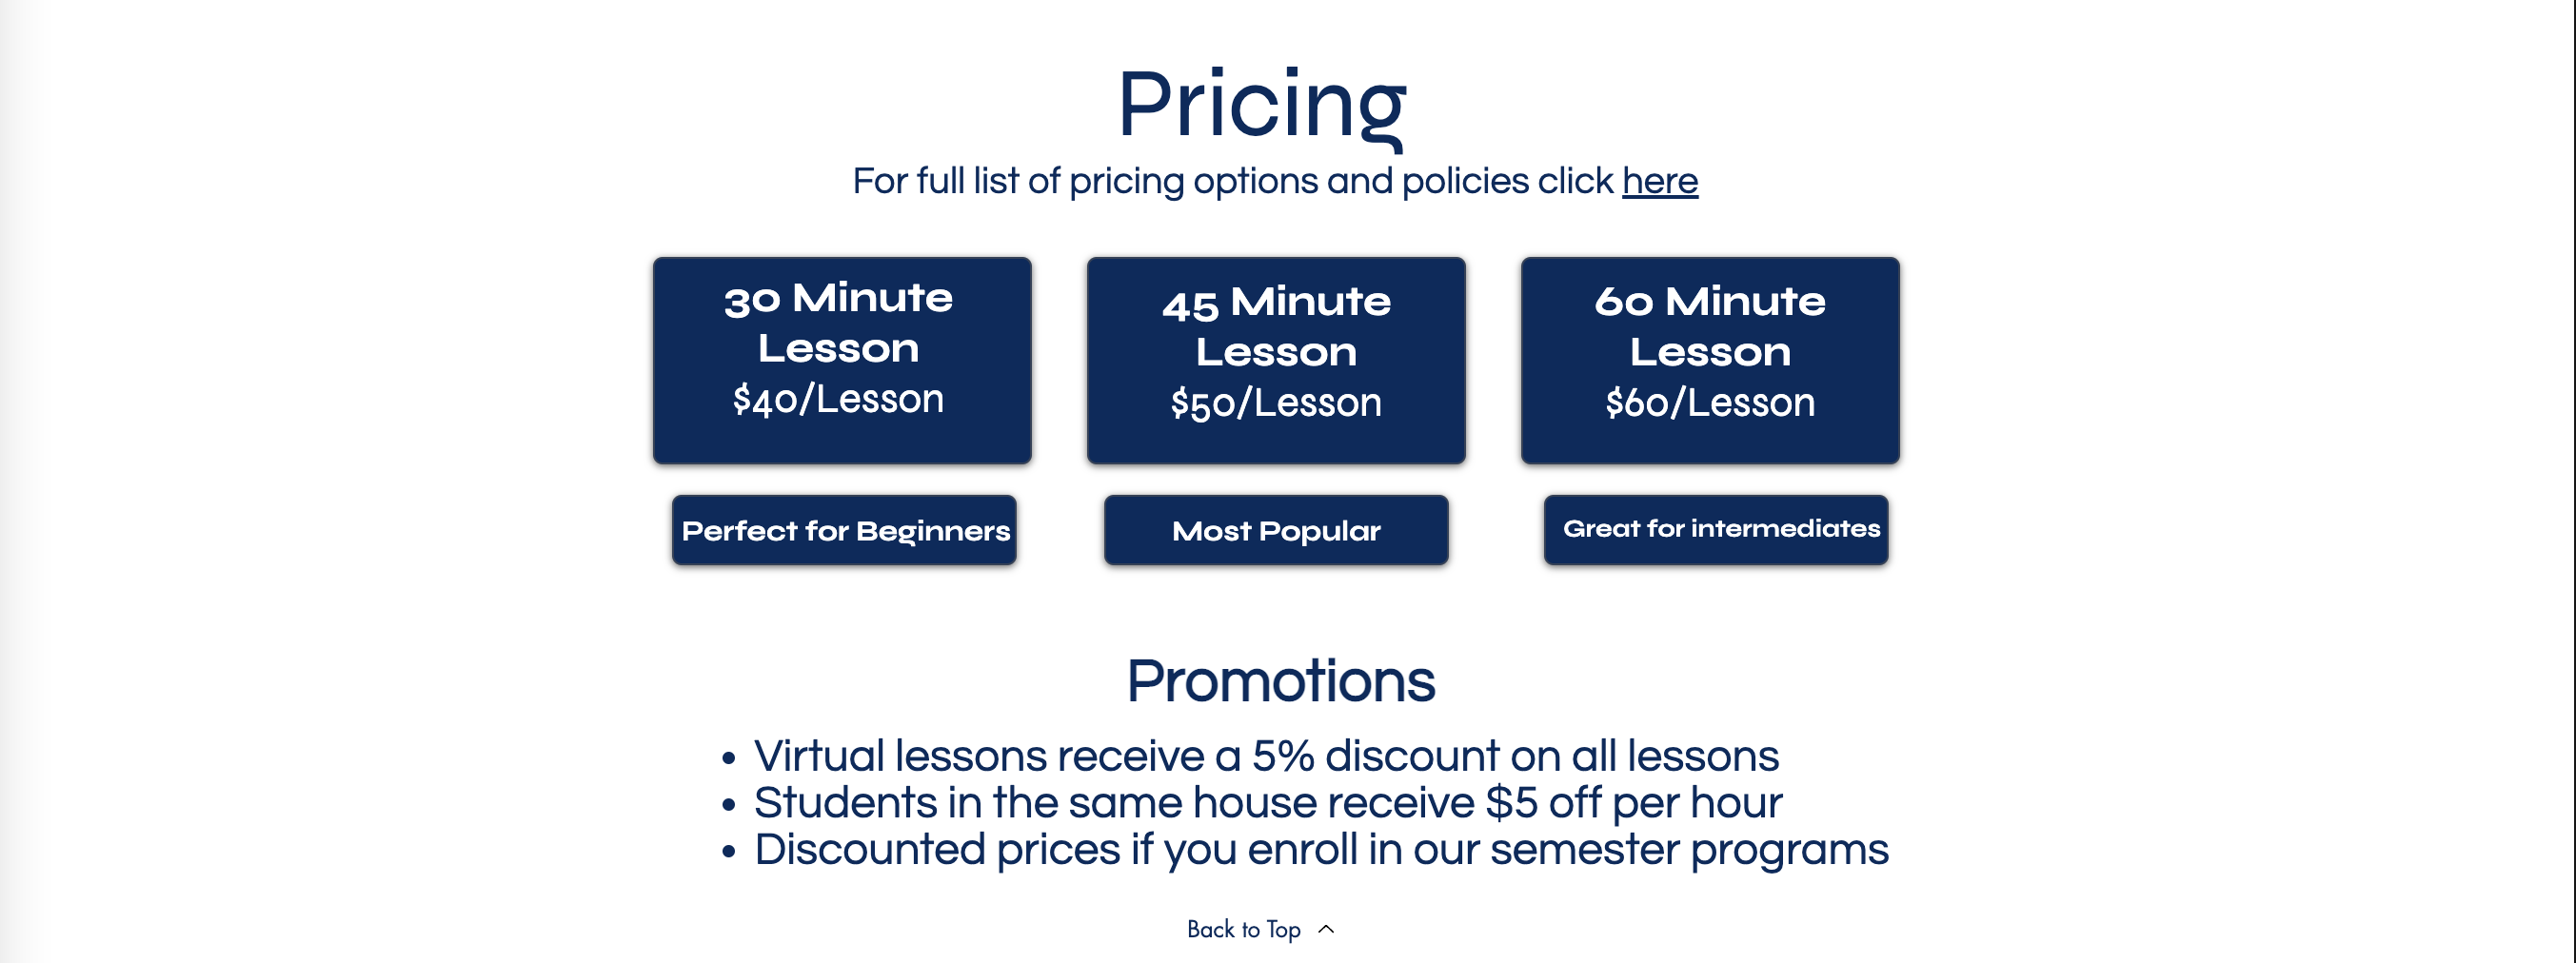 Pricing
For full list of pricing options and policies click here
30 Minute
Lesson
$40/Lesson
45 Minute
Lesson
$50/Lesson
60 Minute
Lesson
$60/Lesson
Perfect for Beginners
Most Popular
Great for intermediates
Promotions
• Virtual lessons receive a 5% discount on all lessons
• Students in the same house receive $5 off per hour
• Discounted prices if you enroll in our semester programs
Back to Top